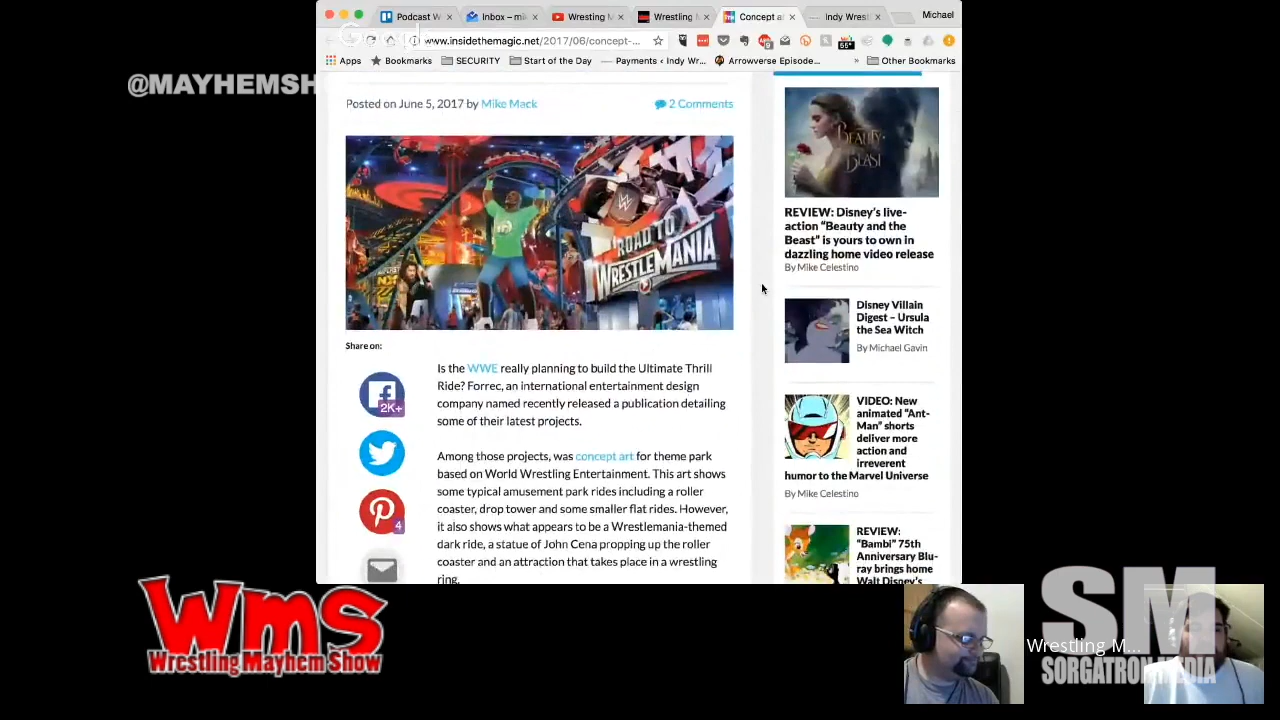 Podcast W
Inbox – mi
Wresting M
Wrestling M
Concept a
Indy Wrest
Michael
www.insidethemagic.net/2017/06/concept-...
@MAYHEMSH
Apps
Bookmarks
SECURITY
Start of the Day
Payments ‹ Indy Wr...
Arrowverse Episode...
»
Other Bookmarks
Posted on June 5, 2017 by Mike Mack
2 Comments
ROAD TO
WRESTLEMANIA
BEAUTY
AND THE
BEAST
REVIEW: Disney's live-
action "Beauty and the
Beast" is yours to own in
dazzling home video release
By Mike Celestino
Share on:
2K+
4
Is the WWE really planning to build the Ultimate Thrill
Ride? Forrec, an international entertainment design
company named recently released a publication detailing
some of their latest projects.
Among those projects, was concept art for theme park
based on World Wrestling Entertainment. This art shows
some typical amusement park rides including a roller
coaster, drop tower and some smaller flat rides. However,
it also shows what appears to be a Wrestlemania-themed
dark ride, a statue of John Cena propping up the roller
coaster and an attraction that takes place in a wrestling
ring.
Disney Villain
Digest – Ursula
the Sea Witch
By Michael Gavin
VIDEO: New
animated "Ant-
Man" shorts
deliver more
action and
irreverent
humor to the Marvel Universe
By Mike Celestino
REVIEW:
"Bambi" 75th
Anniversary Blu-
ray brings home
Walt Disney's
WMS
Wrestling Mayhem Show
Wrestling M...
SM
SORGATRON MEDIA